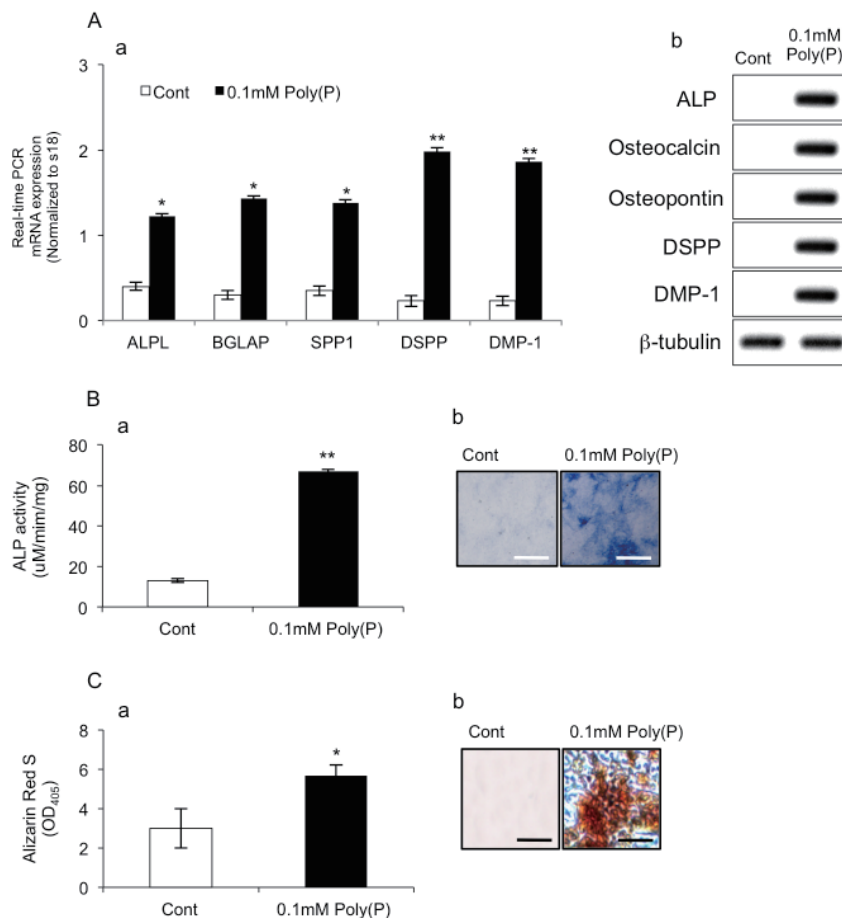 A
a
Real-time PCR
mRNA expression
(Normalized to s18)
3
2
1
0
Cont
0.1mM Poly(P)
*
*
*
**
**
ALPL BGLAP SPP1 DSPP DMP-1
b
Cont
0.1mM
Poly(P)
ALP
Osteocalcin
Osteopontin
DSPP
DMP-1
β-tubulin
B
a
ALP activity
(uM/mim/mg)
80
60
40
20
0
**
Cont 0.1mM Poly(P)
b
Cont 0.1mM Poly(P)
C
a
Alizarin Red S
(OD405)
8
6
4
2
0
*
Cont 0.1mM Poly(P)
b
Cont 0.1mM Poly(P)